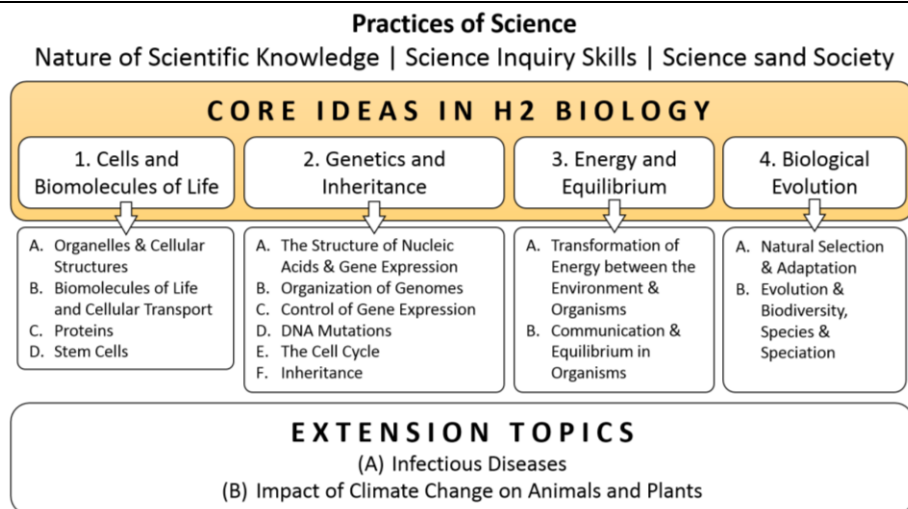 Practices of Science
Nature of Scientific Knowledge | Science Inquiry Skills | Science sand Society
CORE IDEAS IN H2 BIOLOGY
1. Cells and
Biomolecules of Life
2. Genetics and
Inheritance
3. Energy and
Equilibrium
4. Biological
Evolution
A. Organelles & Cellular
Structures
B. Biomolecules of Life
and Cellular Transport
C. Proteins
D. Stem Cells
A. The Structure of Nucleic
Acids & Gene Expression
B. Organization of Genomes
C. Control of Gene Expression
D. DNA Mutations
E. The Cell Cycle
F. Inheritance
A. Transformation of
Energy between the
Environment &
Organisms
B. Communication &
Equilibrium in
Organisms
A. Natural Selection
& Adaptation
B. Evolution &
Biodiversity,
Species &
Speciation
EXTENSION TOPICS
(A) Infectious Diseases
(B) Impact of Climate Change on Animals and Plants